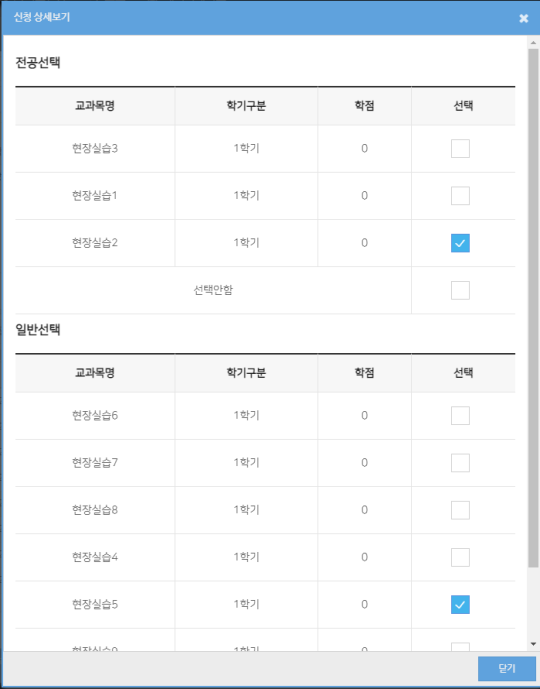 신청 상세보기
전공선택
교과목명 학기구분 학점 선택
현장실습3 1학기 0
현장실습1 1학기 0
현장실습2 1학기 0
선택안함
일반선택
교과목명 학기구분 학점 선택
현장실습6 1학기 0
현장실습7 1학기 0
현장실습8 1학기 0
현장실습4 1학기 0
현장실습5 1학기 0
닫기